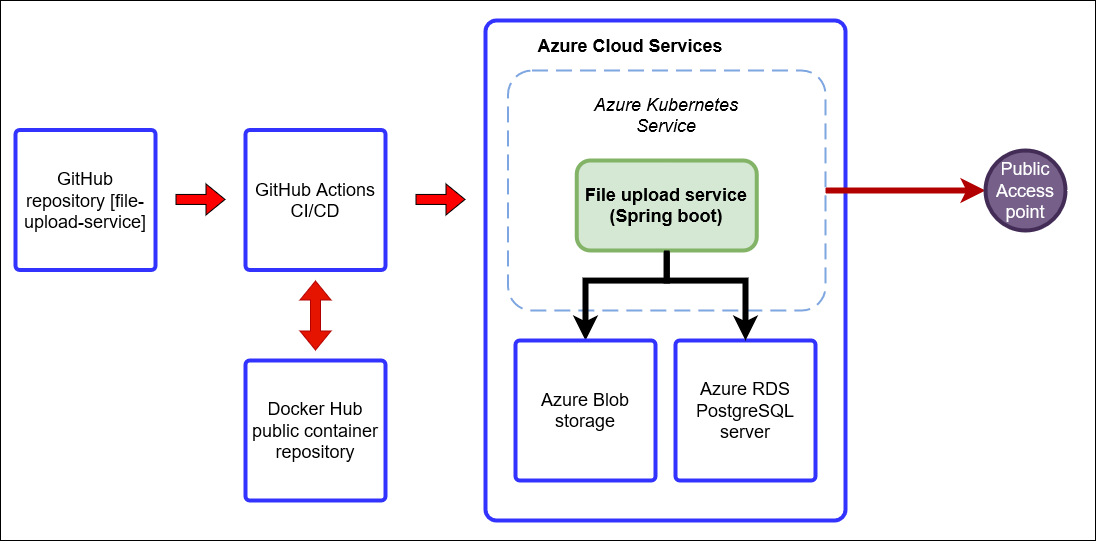 Azure Cloud Services
Azure Kubernetes
Service
GitHub
repository [file-
upload-service]
GitHub Actions
CI/CD
File upload service
(Spring boot)
Public
Access
point
Docker Hub
public container
repository
Azure Blob
storage
Azure RDS
PostgreSQL
server